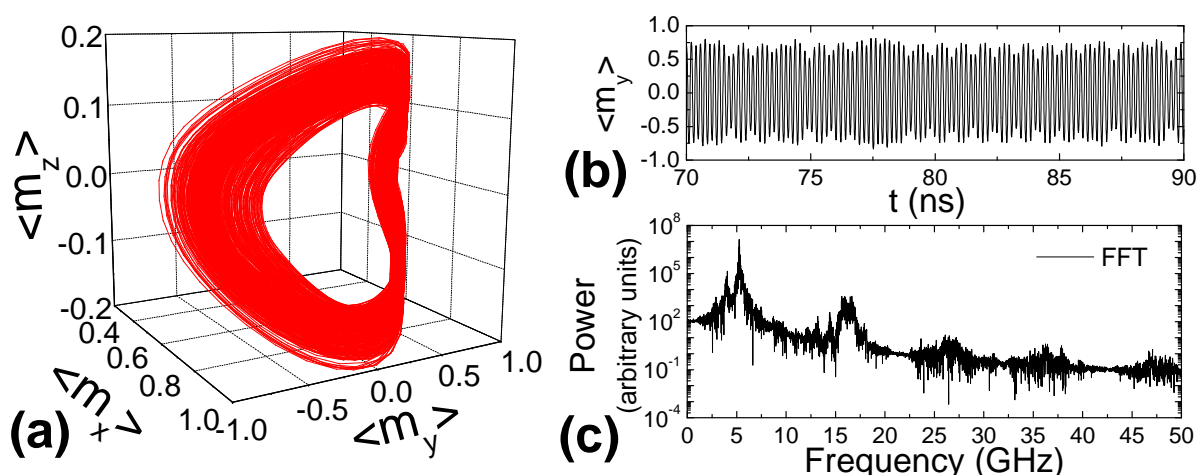 0.2
0.1
0.0
-0.1
-0.2
<m_z>
0.4
0.6
0.8
1.0
<m_x>
-1.0
-0.5
0.0
0.5
1.0
<m_y>
(a)
1.0
0.5
0.0
-0.5
-1.0
<m_y>
70 75 80 85 90
t (ns)
(b)
10^8
10^5
10^2
10^-1
10^-4
Power
(arbitrary units)
FFT
0 5 10 15 20 25 30 35 40 45 50
Frequency (GHz)
(c)